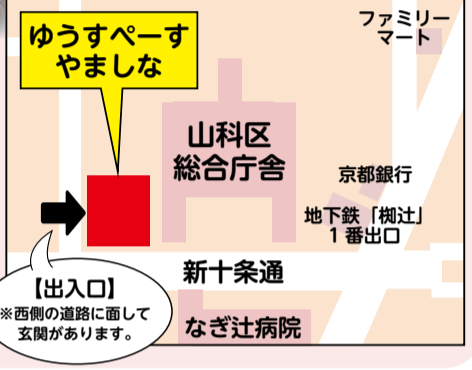 ゆうすぺーす
やましな
ファミリー
マート
山科区
総合庁舎
京都銀行
地下鉄「椥辻」
1番出口
新十条通
【出入口】
※西側の道路に面して
玄関があります。
なぎ辻病院